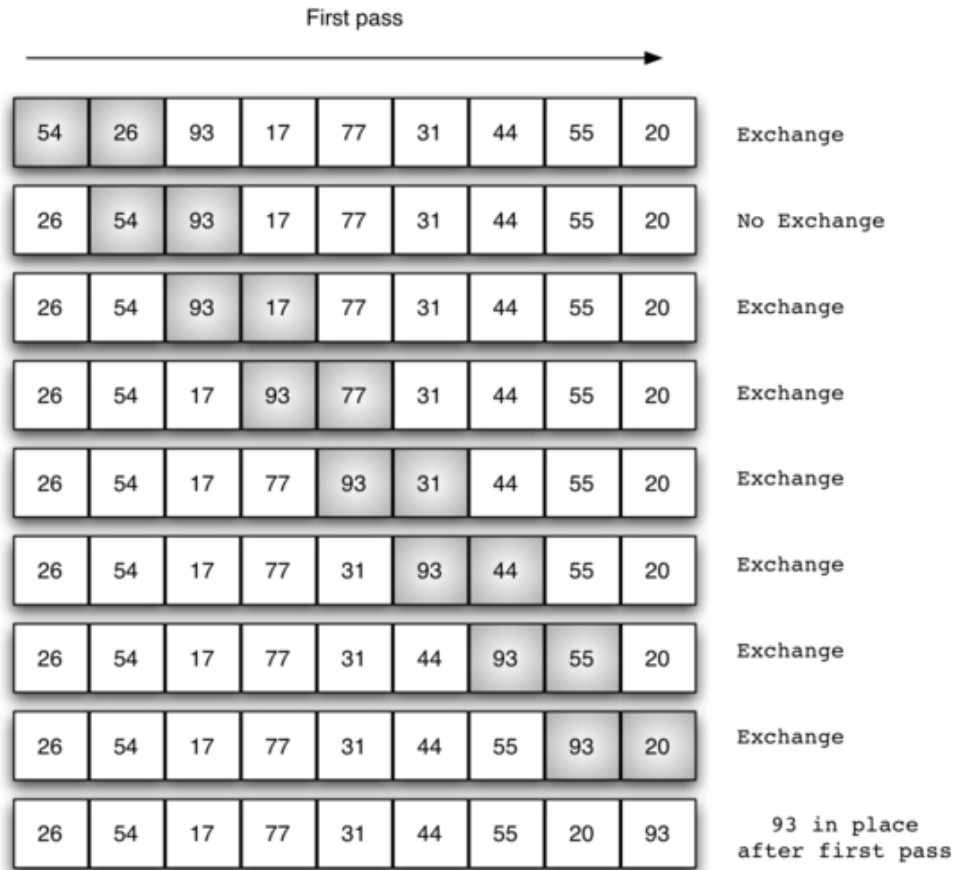 First pass
54 26 93 17 77 31 44 55 20 Exchange
26 54 93 17 77 31 44 55 20 No Exchange
26 54 93 17 77 31 44 55 20 Exchange
26 54 17 93 77 31 44 55 20 Exchange
26 54 17 77 93 31 44 55 20 Exchange
26 54 17 77 31 93 44 55 20 Exchange
26 54 17 77 31 44 93 55 20 Exchange
26 54 17 77 31 44 55 93 20 Exchange
26 54 17 77 31 44 55 20 93 93 in place
after first pass